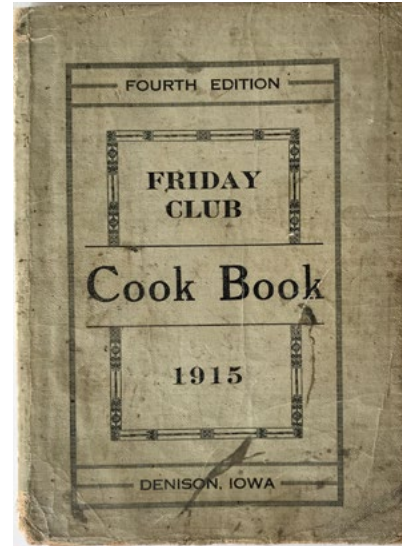 FOURTH EDITION
FRIDAY
CLUB
Cook Book
1915
DENISON, IOWA